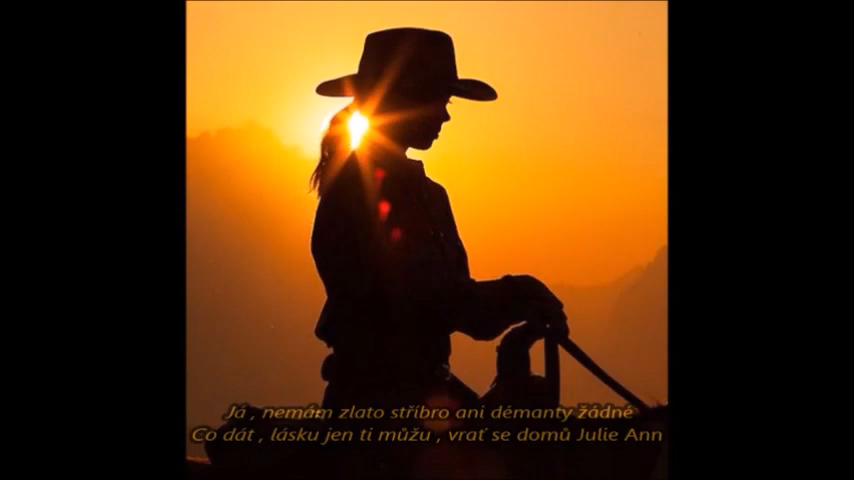 Já , nemám zlato stříbro ani démanty žádné
Co dát , lásku jen ti můžu , vrať se domů Julie Ann